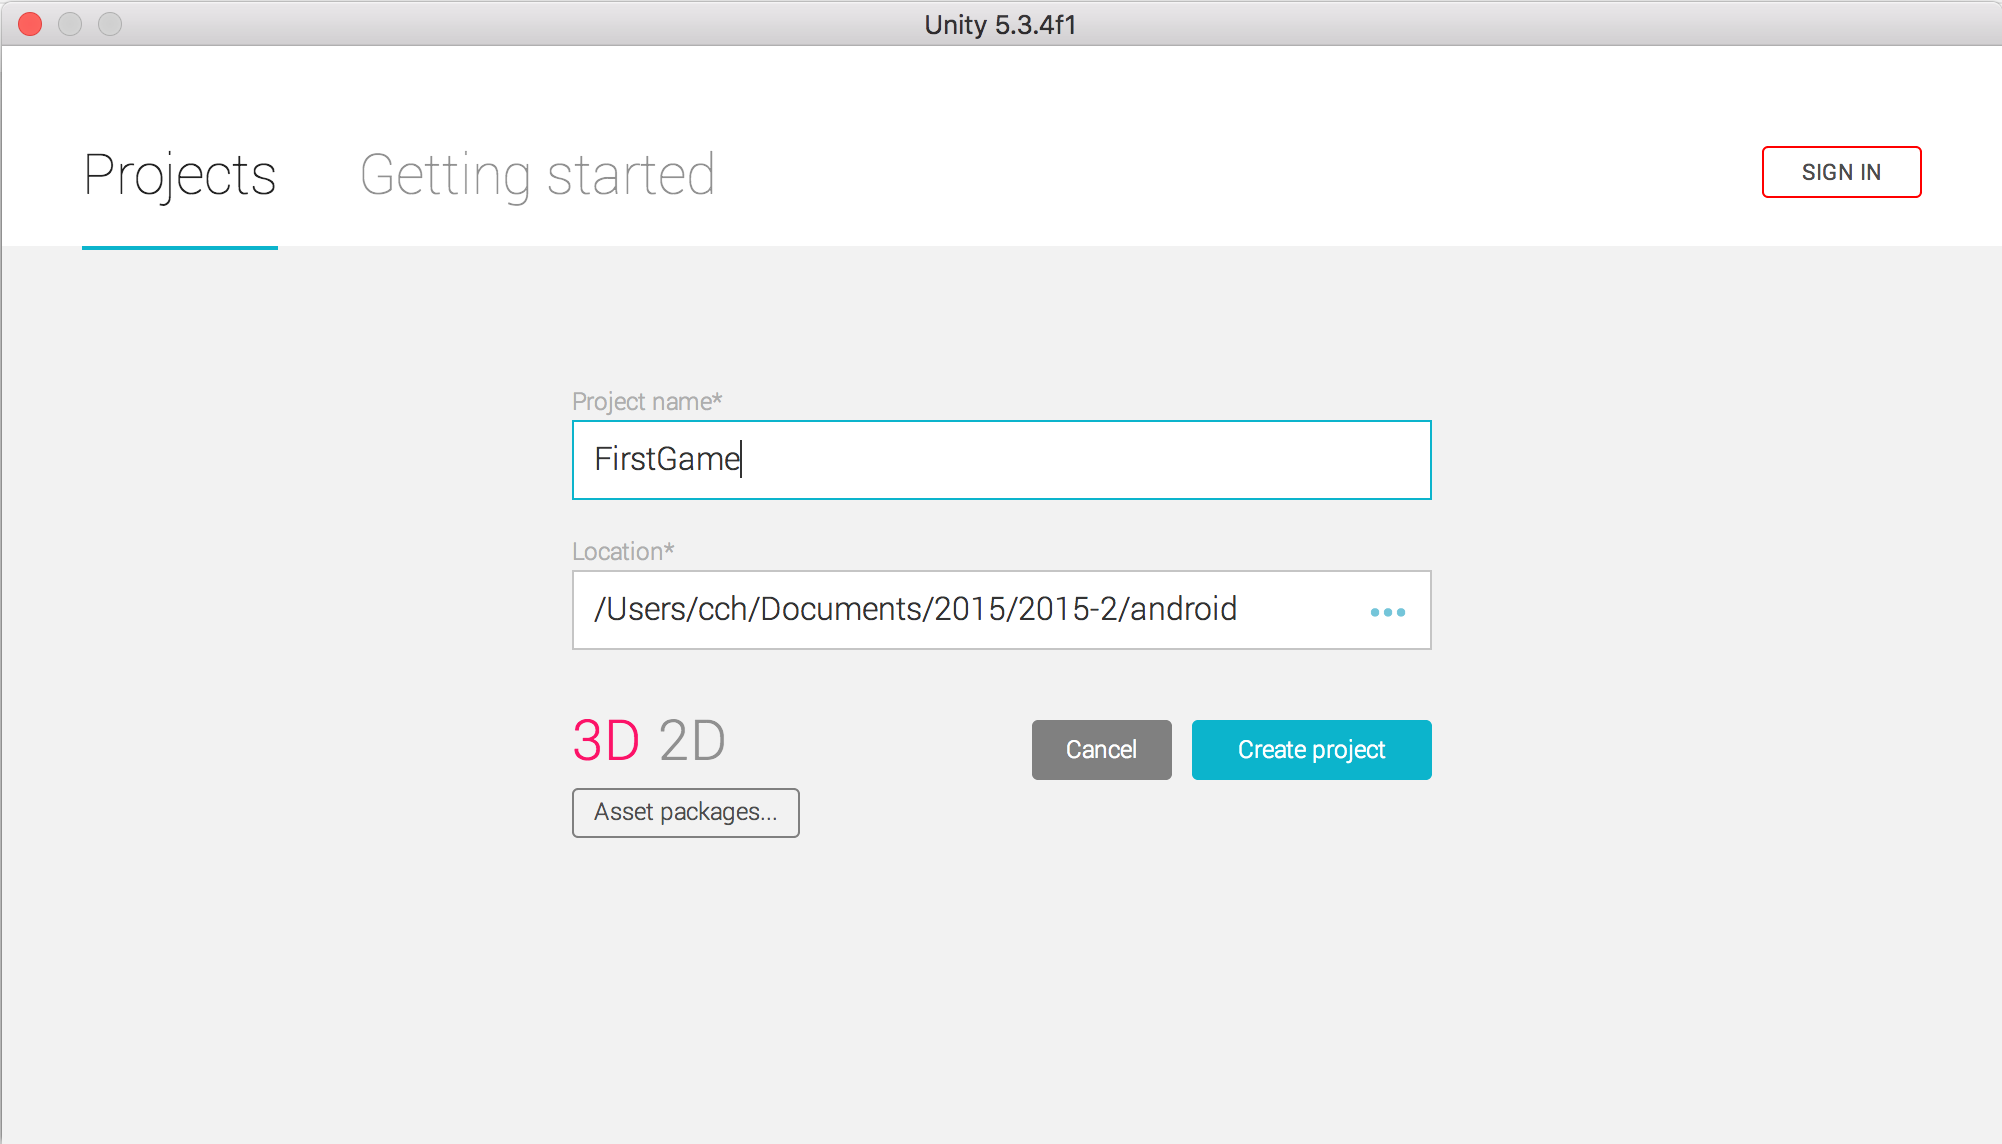 Unity 5.3.4f1
Projects
Getting started
SIGN IN
Project name*
FirstGame
Location*
/Users/cch/Documents/2015/2015-2/android
3D 2D
Cancel
Create project
Asset packages...